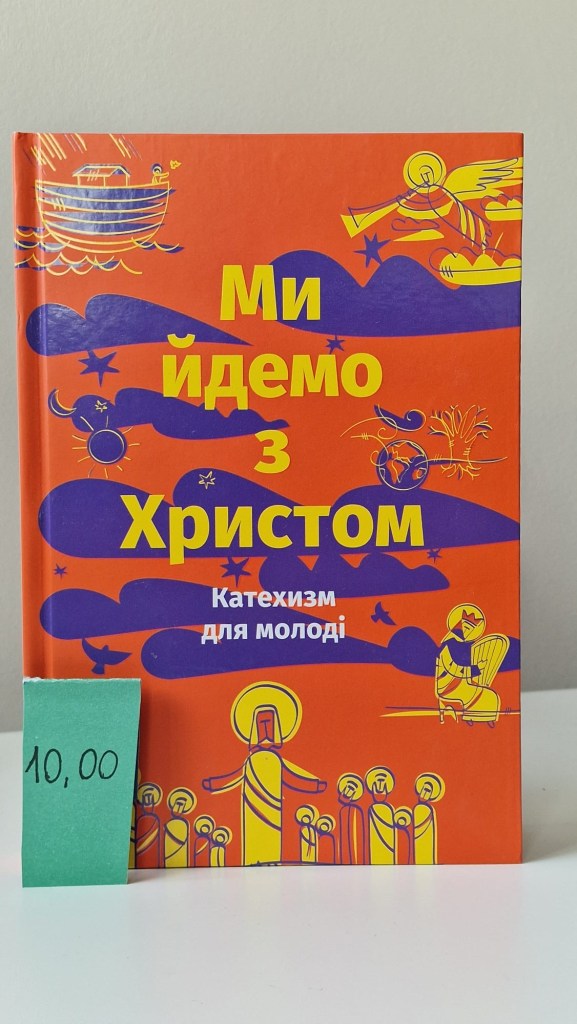 Ми
йдемо
з
Христом
Катехизм
для молоді
10,00